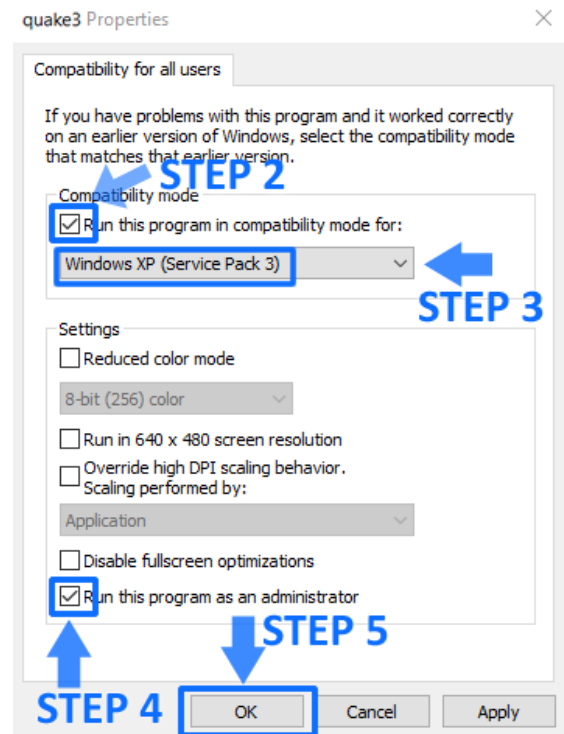 quake3 Properties
Compatibility for all users
If you have problems with this program and it worked correctly
on an earlier version of Windows, select the compatibility mode
that matches that earlier version.
STEP 2
Compatibility mode
Run this program in compatibility mode for:
Windows XP (Service Pack 3)
STEP 3
Settings
Reduced color mode
8-bit (256) color
Run in 640 x 480 screen resolution
Override high DPI scaling behavior.
Scaling performed by:
Application
Disable fullscreen optimizations
Run this program as an administrator
STEP 5
STEP 4
OK Cancel Apply